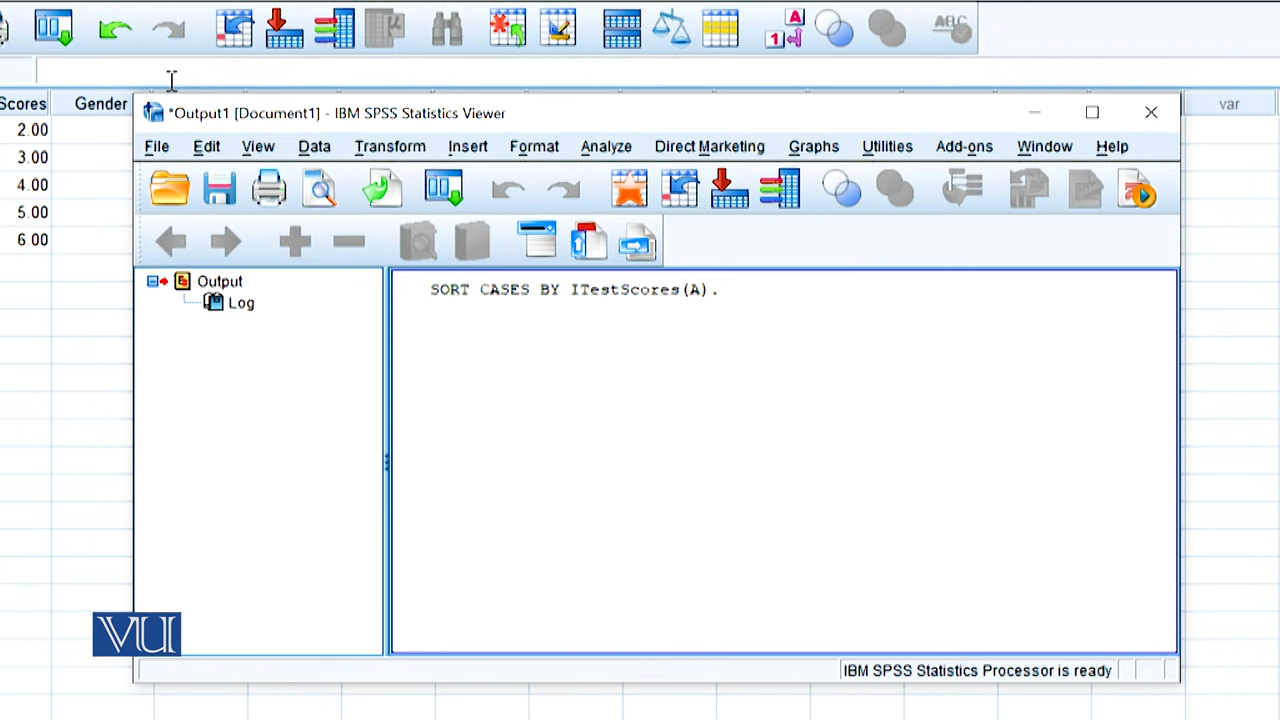 A
1
ABC
Scores Gender var
2.00
3.00
4.00
5.00
6.00
*Output1 [Document1] - IBM SPSS Statistics Viewer
File Edit View Data Transform Insert Format Analyze Direct Marketing Graphs Utilities Add-ons Window Help
Output
Log
SORT CASES BY ITestScores(A).
VU
IBM SPSS Statistics Processor is ready